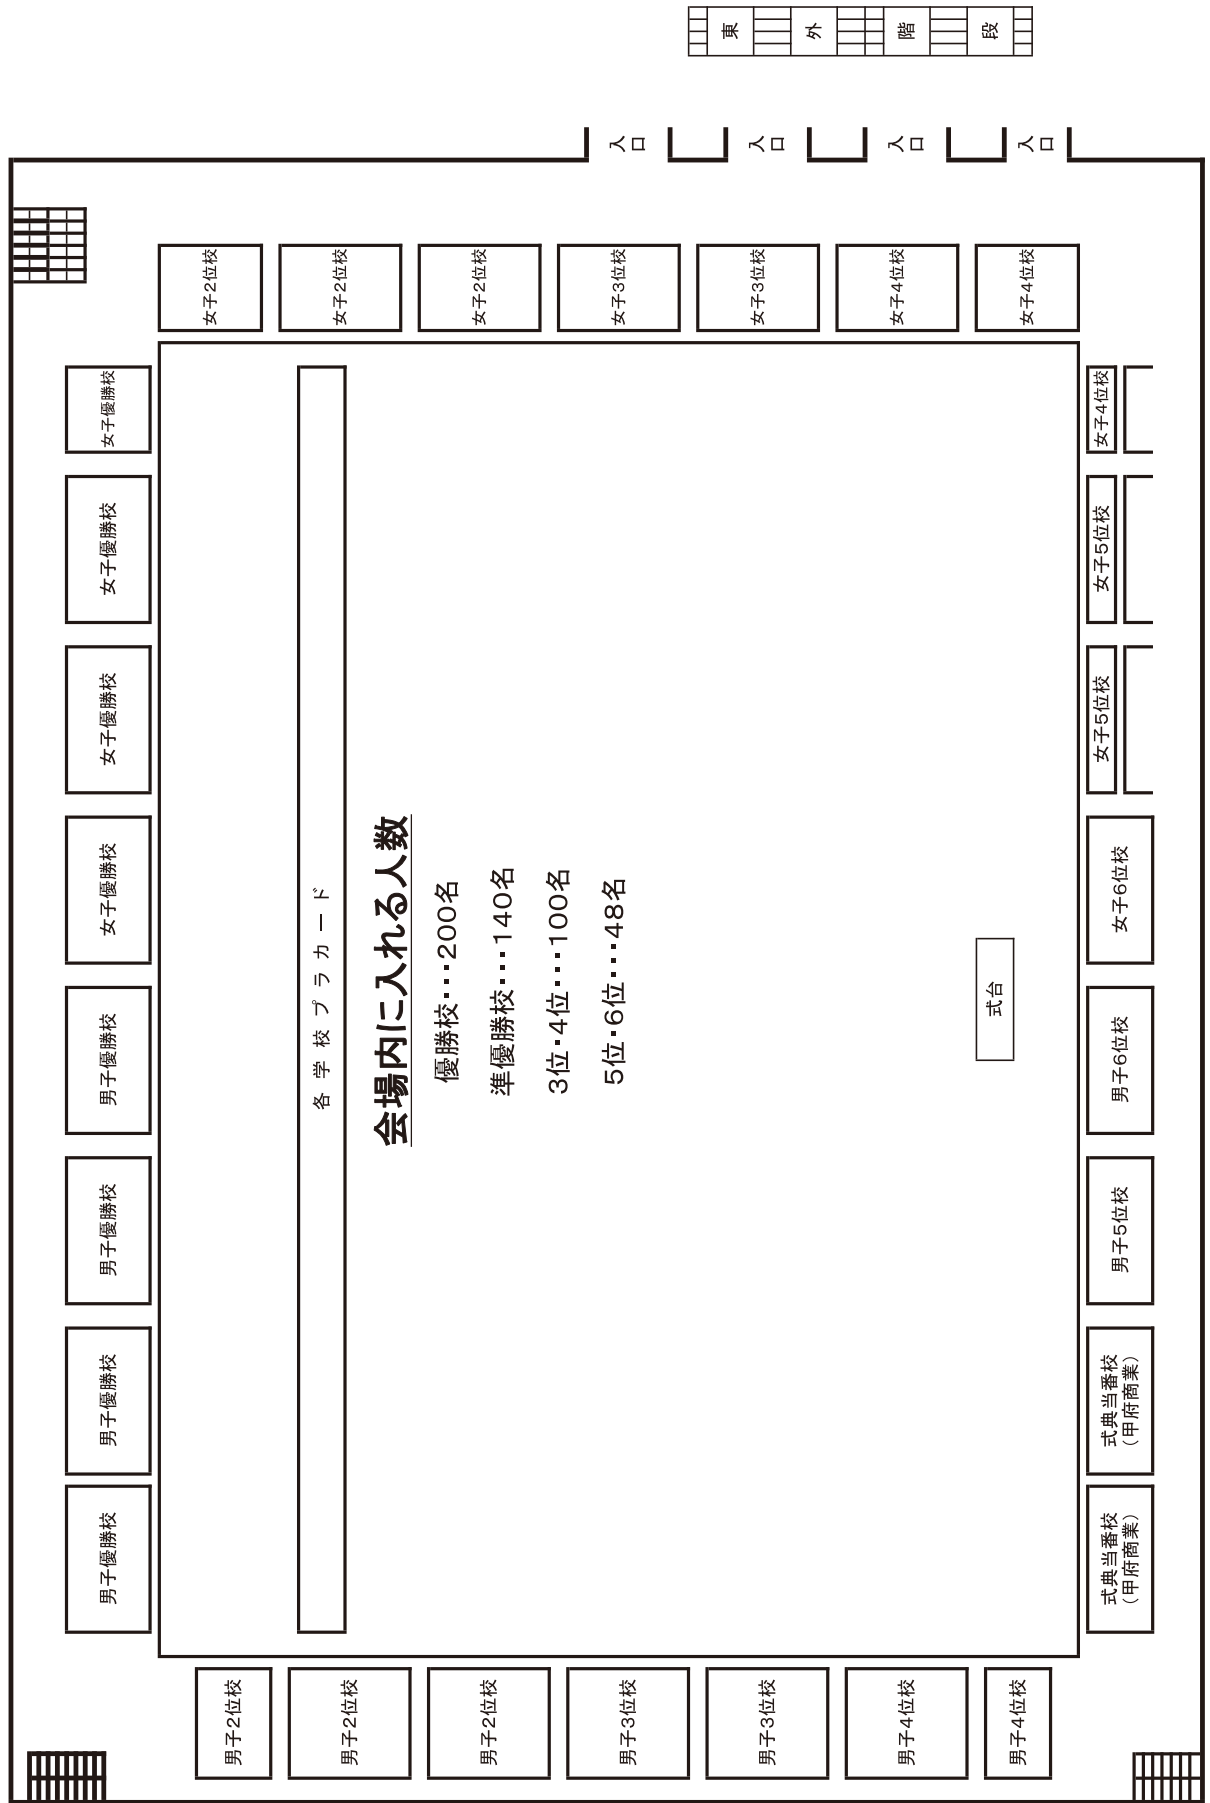 東 外 階 段
入口
入口
入口
入口
女子2位校
女子2位校
女子2位校
女子3位校
女子3位校
女子4位校
女子4位校
女子優勝校
女子優勝校
女子優勝校
女子優勝校
男子優勝校
男子優勝校
男子優勝校
男子優勝校
各学校プラカード
会場内に入れる人数
優勝校・・・200名
準優勝校・・・140名
3位・4位・・・100名
5位・6位・・・48名
式台
女子4位校
女子5位校
女子5位校
女子6位校
男子6位校
男子5位校
式典当番校
（甲府商業）
式典当番校
（甲府商業）
男子2位校
男子2位校
男子2位校
男子3位校
男子3位校
男子4位校
男子4位校